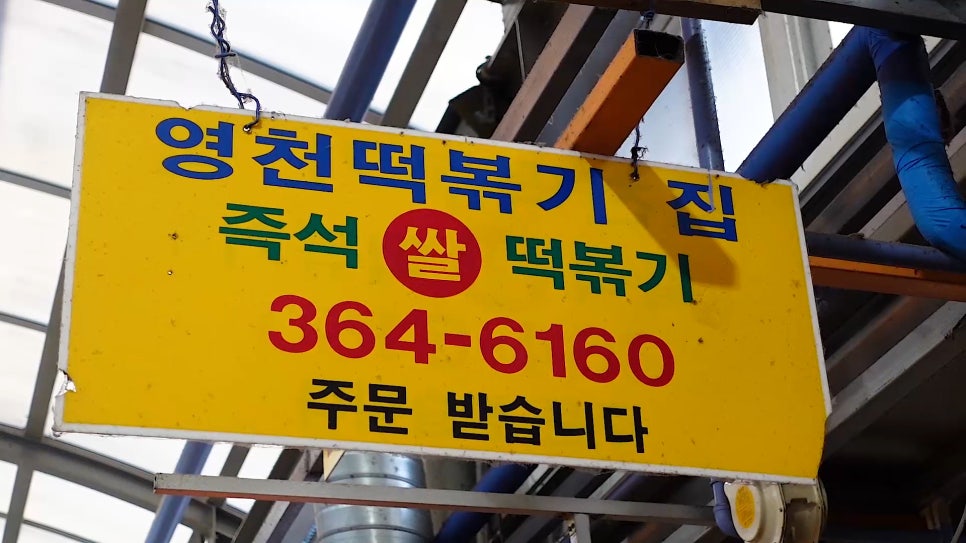 영천떡볶기 집
즉석 쌀 떡볶기
364-6160
주문 받습니다